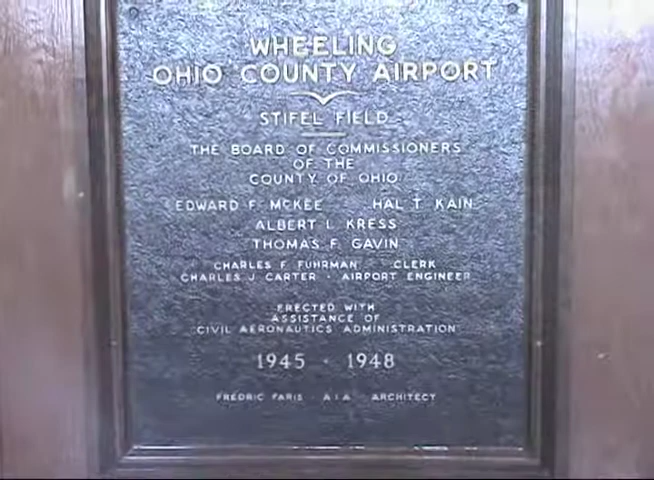 WHEELING
OHIO COUNTY AIRPORT
STIFEL FIELD
THE BOARD OF COMMISSIONERS
OF THE
COUNTY OF OHIO
EDWARD F. MCKEE HAL T. KAIN
ALBERT L. KRESS
THOMAS F. GAVIN
CHARLES F. FUHRMAN CLERK
CHARLES J. CARTER · AIRPORT ENGINEER
ERECTED WITH
ASSISTANCE OF
CIVIL AERONAUTICS ADMINISTRATION
1945 · 1948
FREDRIC FARIS · A.I.A. ARCHITECT